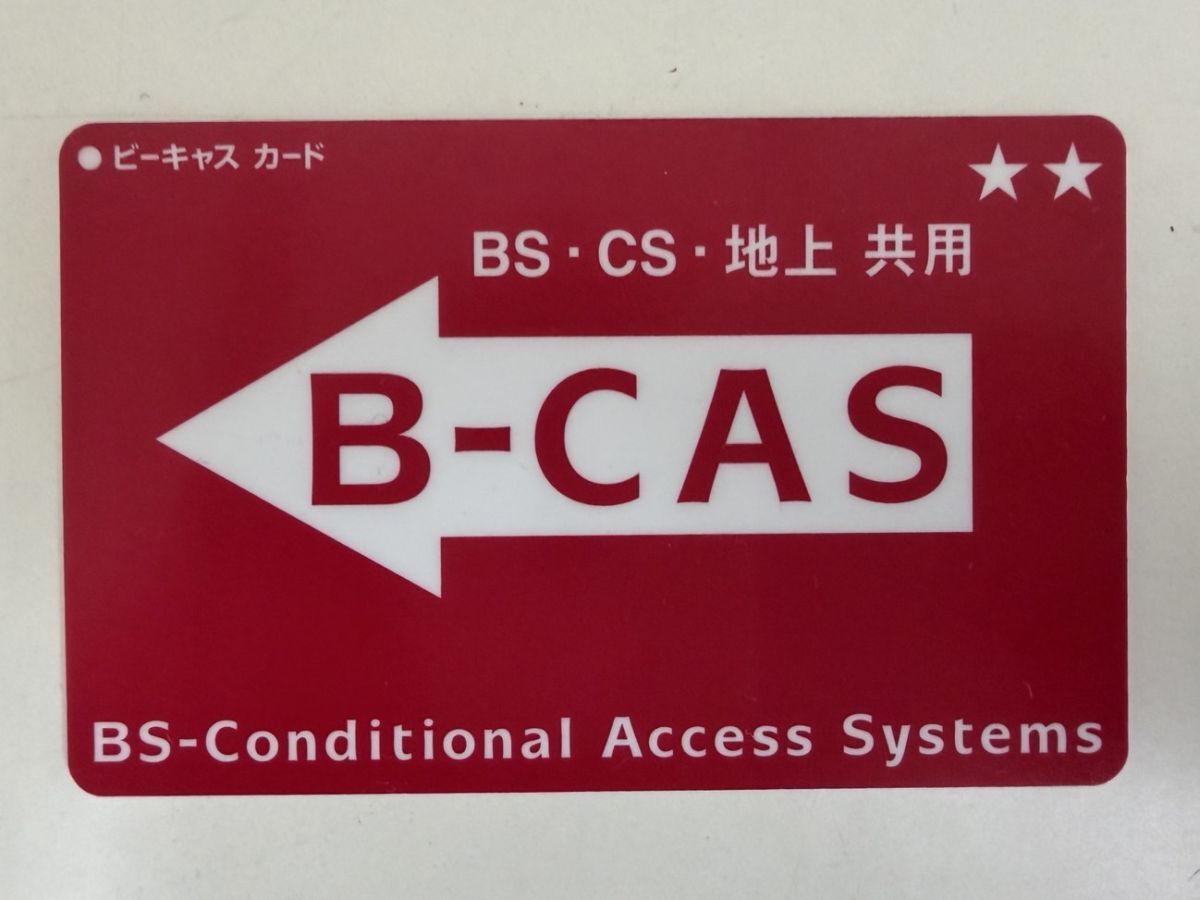 ビーキャス カード
★★
BS・CS・地上 共用
B-CAS
BS-Conditional Access Systems